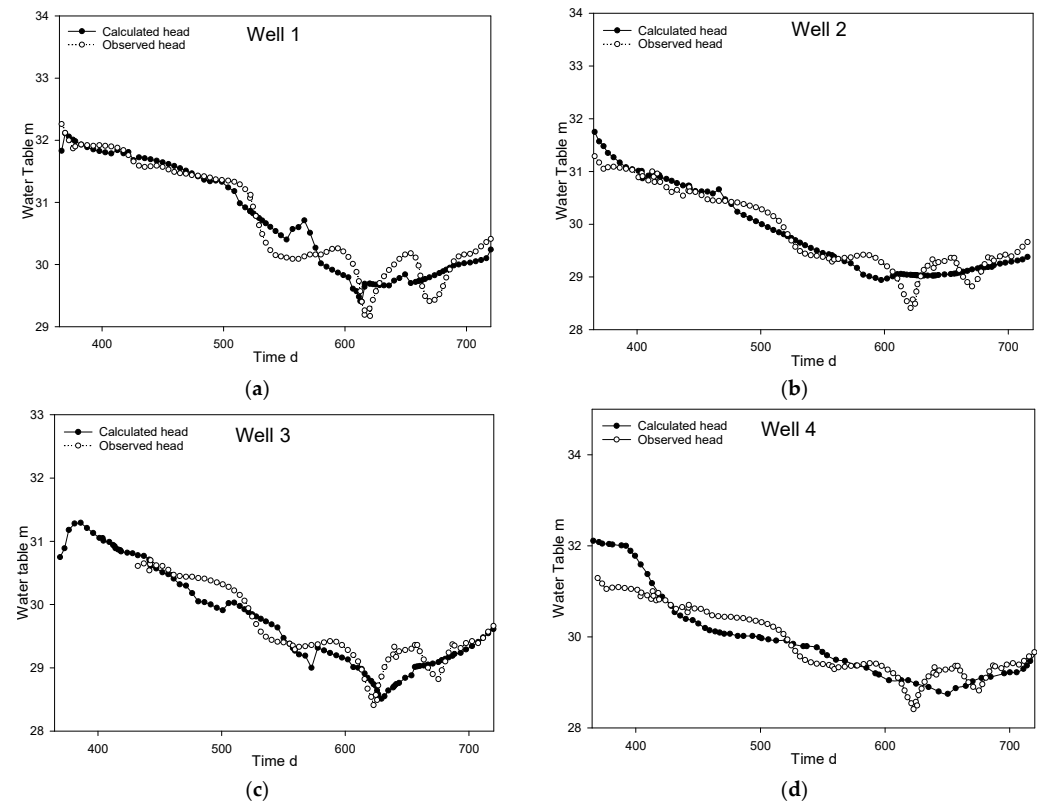 Well 1
Calculated head
Observed head
34
33
32
31
30
29
Water Table m
400
500
600
700
Time d
(a)
Well 2
Calculated head
Observed head
34
33
32
31
30
29
28
Water Table m
400
500
600
700
Time d
(b)
Well 3
Calculated head
Observed head
33
32
31
30
29
28
Water table m
400
500
600
700
Time d
(c)
Well 4
Calculated head
Observed head
34
32
30
28
Water Table m
400
500
600
700
Time d
(d)